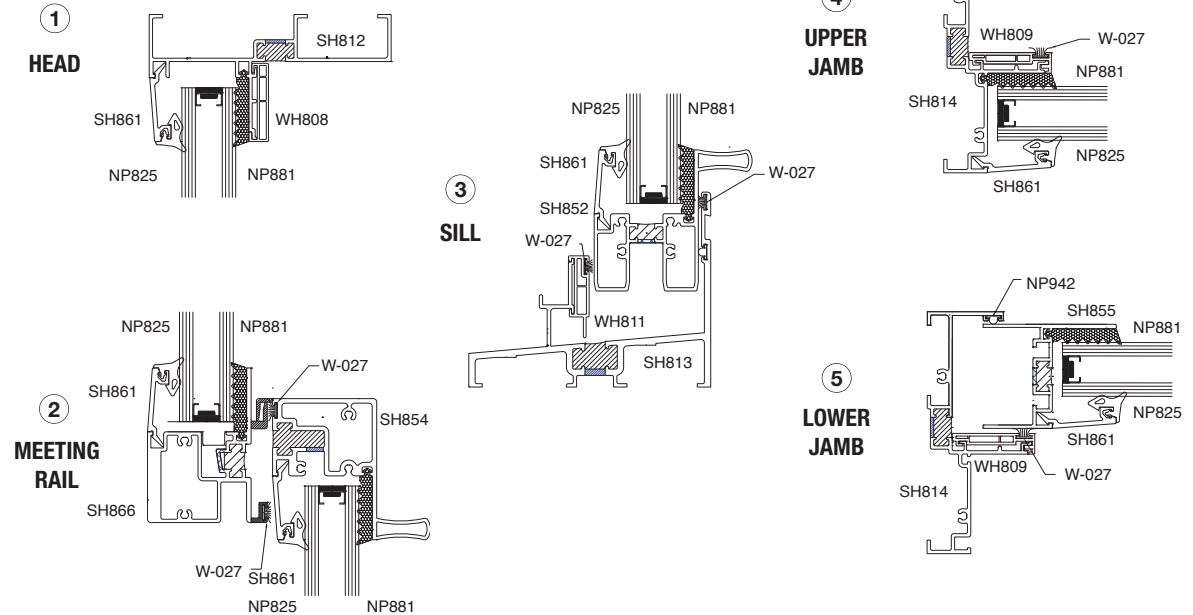 1
HEAD
SH812
SH861
WH808
NP825
NP881
2
MEETING
RAIL
NP825
NP881
W-027
SH861
SH854
SH866
W-027
SH861
NP825
NP881
3
SILL
NP825
NP881
SH861
W-027
SH852
W-027
WH811
SH813
4
UPPER
JAMB
WH809
W-027
NP881
SH814
NP825
SH861
5
LOWER
JAMB
NP942
SH855
NP881
NP825
SH861
WH809
W-027
SH814